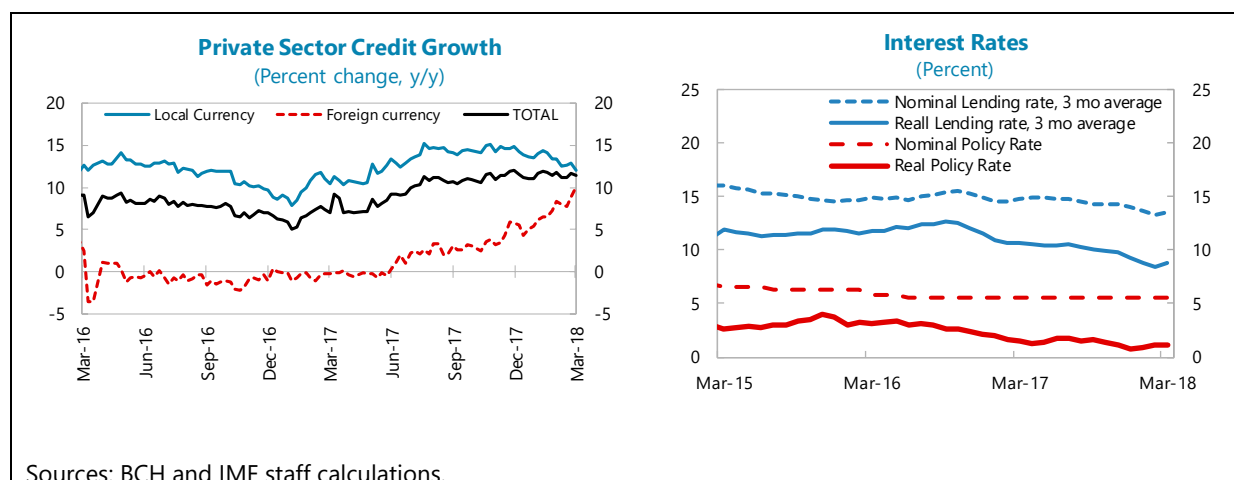 Private Sector Credit Growth
(Percent change, y/y)
20
15
10
5
0
-5
Local Currency
Foreign currency
TOTAL
20
15
10
5
0
-5
Mar-16
Jun-16
Sep-16
Dec-16
Mar-17
Jun-17
Sep-17
Dec-17
Mar-18
Interest Rates
(Percent)
25
20
15
10
5
0
Nominal Lending rate, 3 mo average
Reall Lending rate, 3 mo average
Nominal Policy Rate
Real Policy Rate
25
20
15
10
5
0
Mar-15
Mar-16
Mar-17
Mar-18
Sources: BCH and IMF staff calculations.